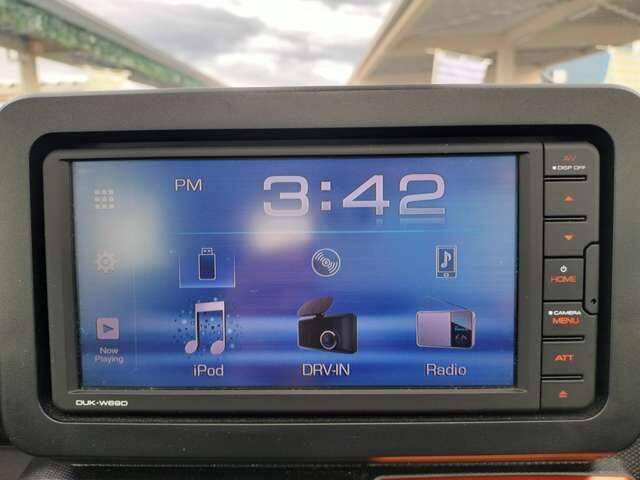 PM 3:42
Now
Playing
iPod
DRV-IN
Radio
AV
DISP OFF
HOME
CAMERA
MENU
ATT
DUK-W69D